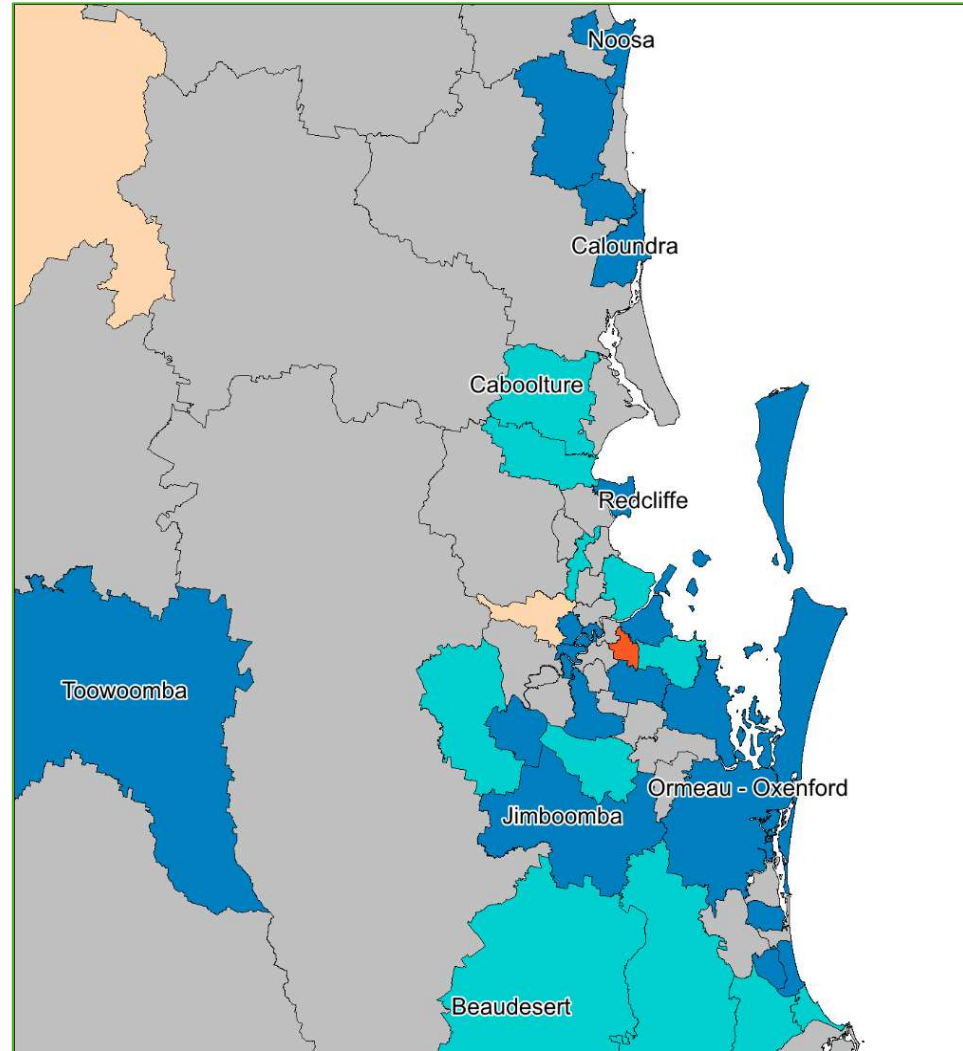 Noosa
Caloundra
Caboolture
Redcliffe
Toowoomba
Ormeau - Oxenford
Jimboomba
Beaudesert